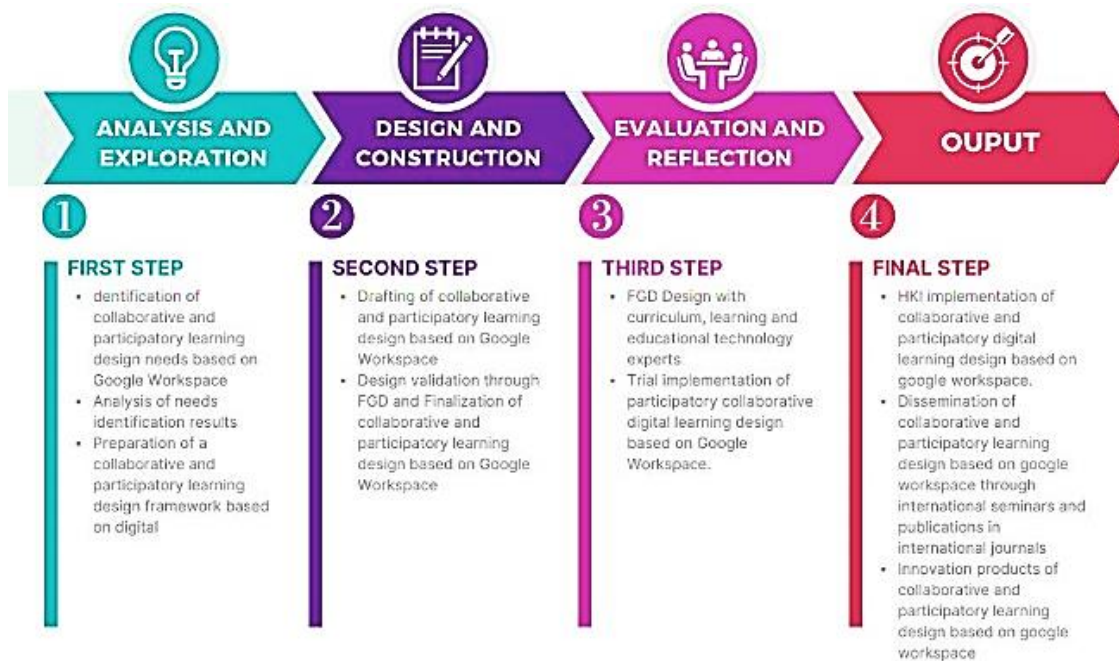 ANALYSIS AND
EXPLORATION
DESIGN AND
CONSTRUCTION
EVALUATION AND
REFLECTION
OUPUT
1
FIRST STEP
• dentification of
collaborative and
participatory learning
design needs based on
Google Workspace
• Analysis of needs
identification results
• Preparation of a
collaborative and
participatory learning
design framework based
on digital
2
SECOND STEP
• Drafting of collaborative
and participatory learning
design based on Google
Workspace
• Design validation through
FGD and Finalization of
collaborative and
participatory learning
design based on Google
Workspace
3
THIRD STEP
• FGD Design with
curriculum, learning and
educational technology
experts
• Trial implementation of
participatory collaborative
digital learning design
based on Google
Workspace.
4
FINAL STEP
• HKI implementation of
collaborative and
participatory digital
learning design based on
google workspace.
• Dissemination of
collaborative and
participatory learning
design based on google
workspace through
international seminars and
publications in
international journals
• Innovation products of
collaborative and
participatory learning
design based on google
workspace